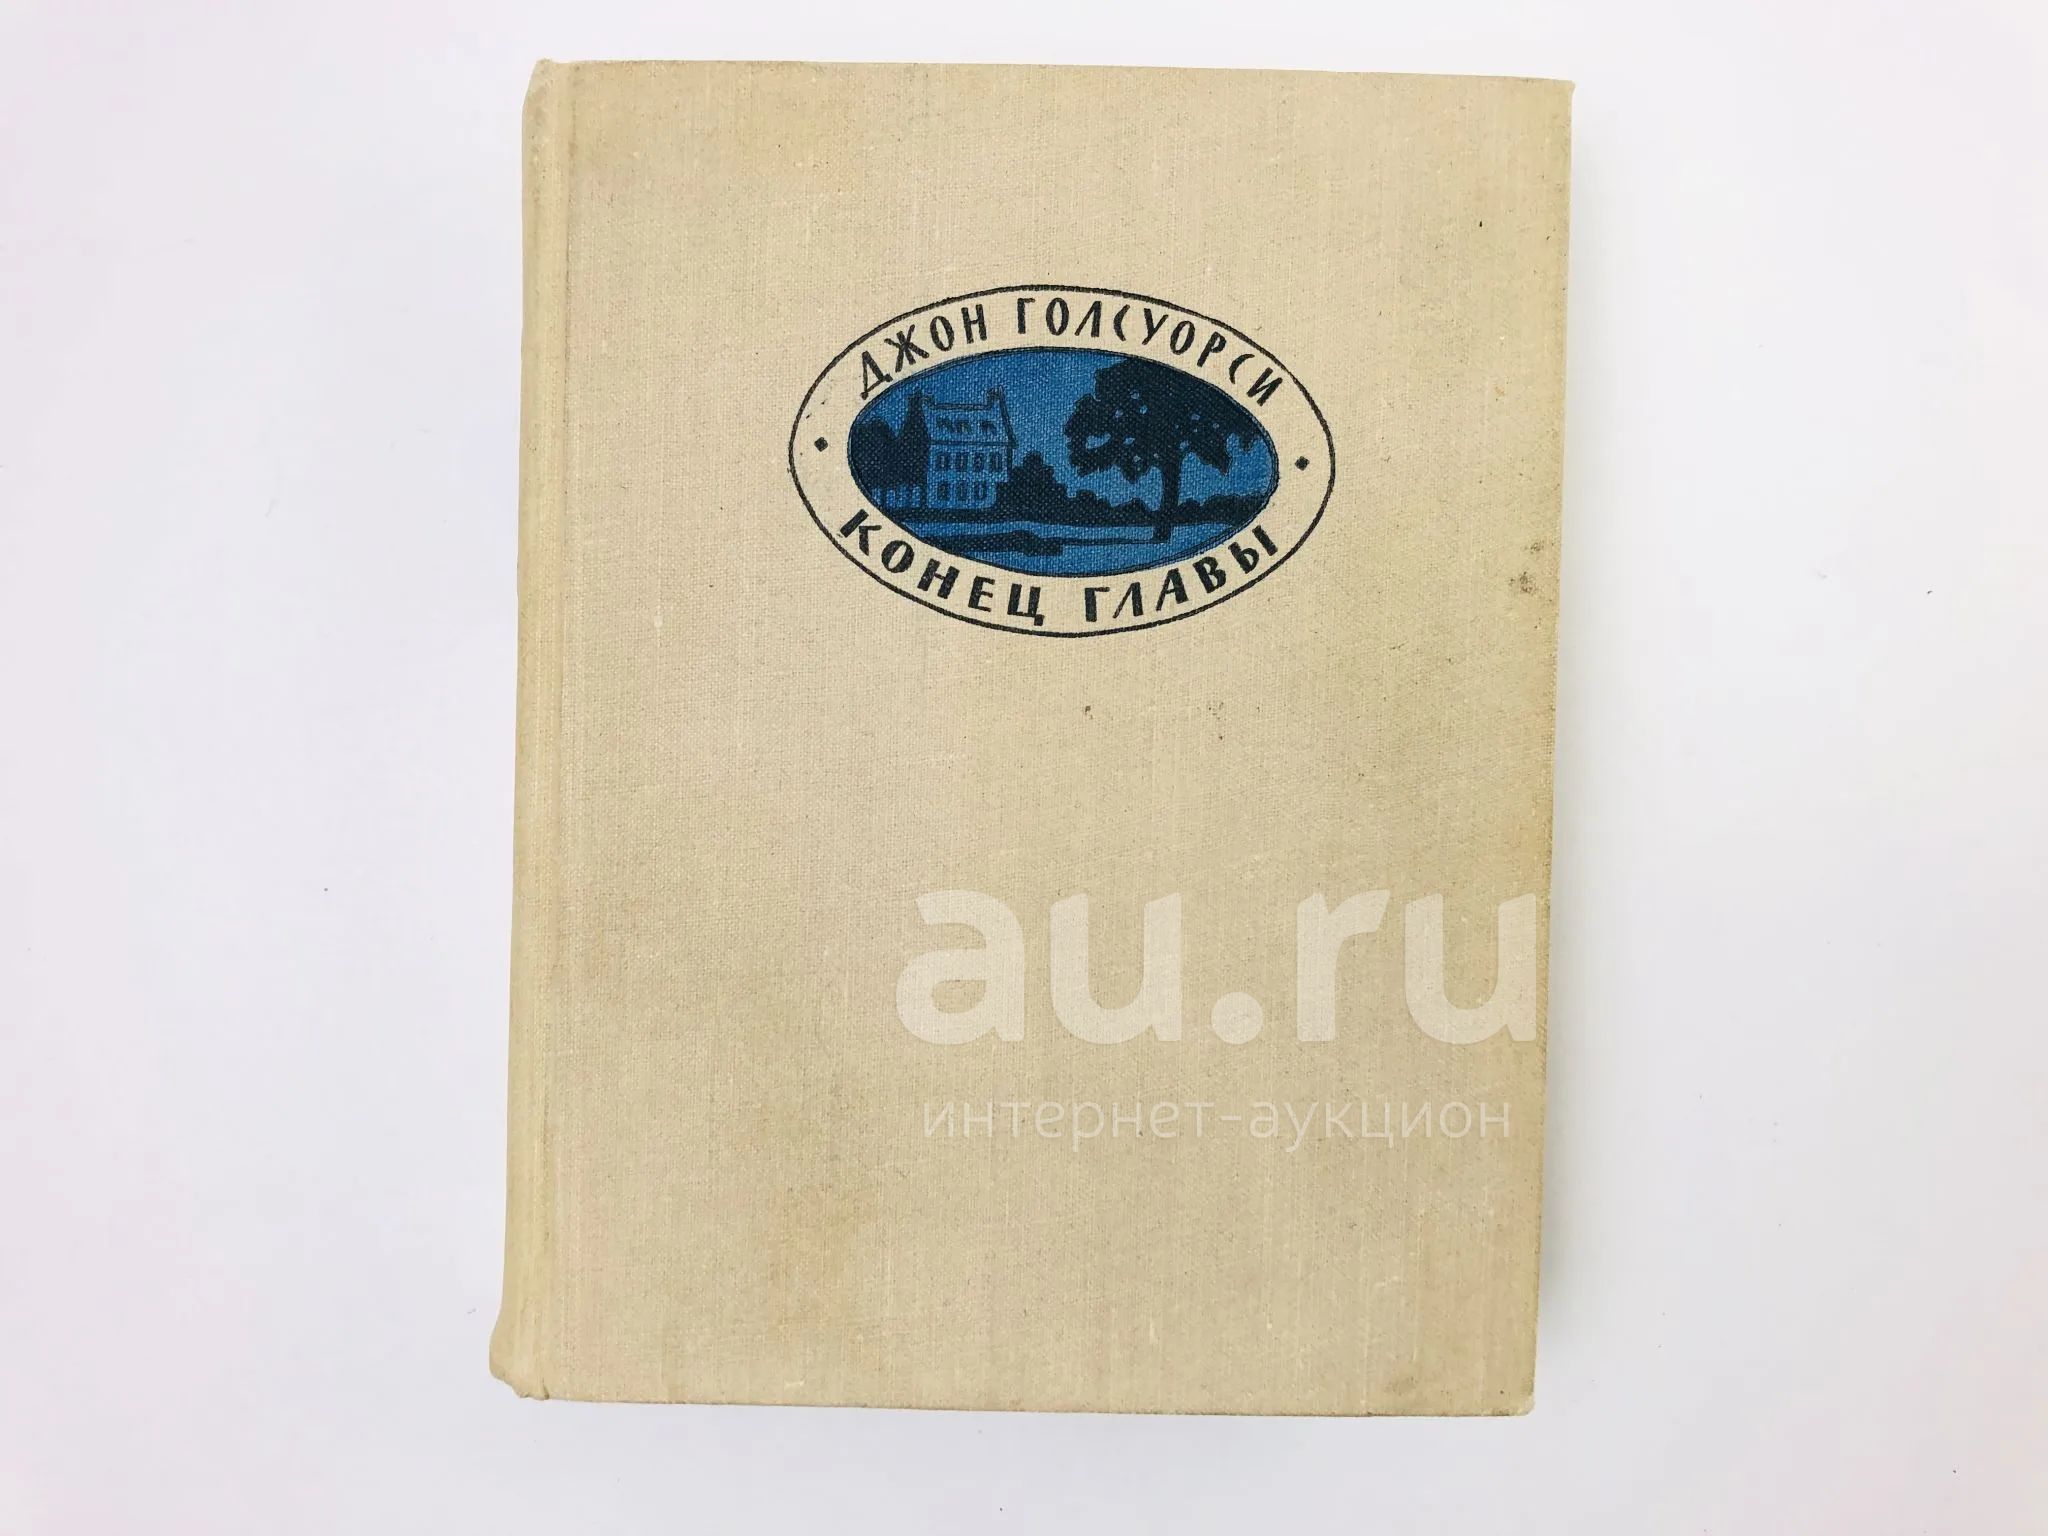 ДЖОН ГОЛСУОРСИ
КОНЕЦ ГЛАВЫ
au.ru
интернет-аукцион